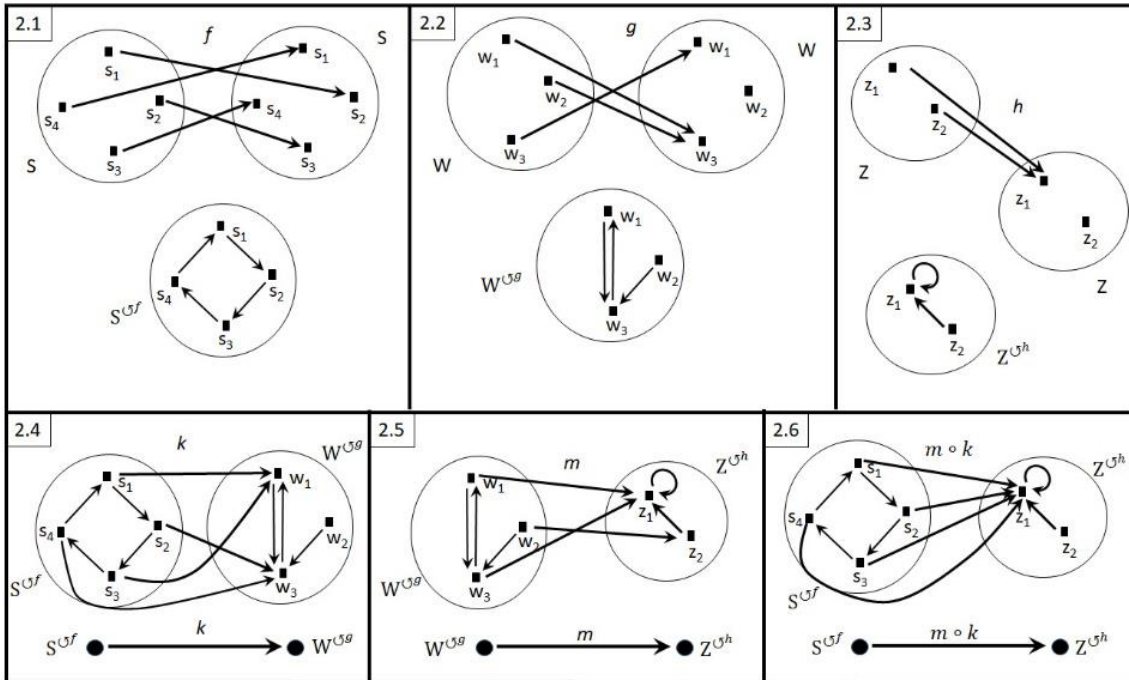 2.1
f
S
s1
s1
s4
s2
s4
s2
s3
s3
S
s1
s4
s2
s3
S↺f
2.2
g
W
w1
w1
w2
w2
w3
w3
W
w1
w2
w3
W↺g
2.3
z1
h
z2
Z
z1
z2
Z
z1
z2
Z↺h
2.4
k
W↺g
s1
w1
s4
s2
w2
s3
w3
S↺f
k
S↺f
W↺g
2.5
m
Z↺h
w1
z1
w2
z2
w3
W↺g
m
W↺g
Z↺h
2.6
m ∘ k
Z↺h
s1
s4
s2
z1
s3
z2
S↺f
m ∘ k
S↺f
Z↺h